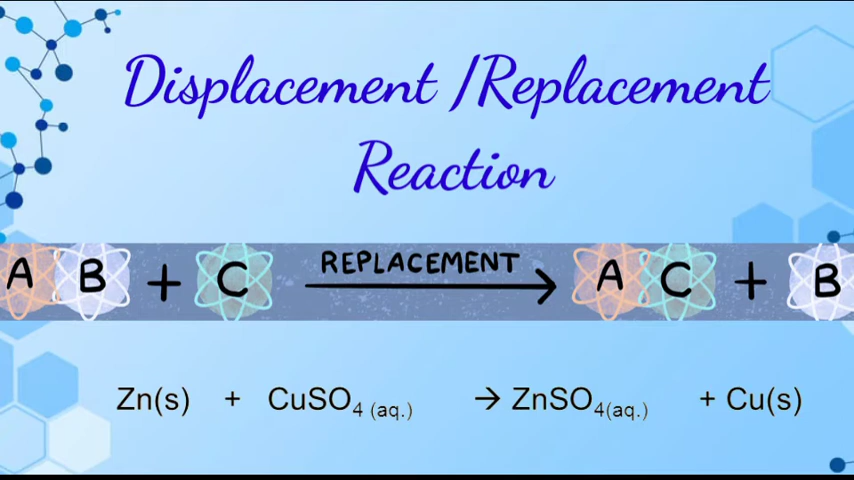 Displacement /Replacement
Reaction
A B + C REPLACEMENT → A C + B
Zn(s) + CuSO₄ (aq.) → ZnSO₄(aq.) + Cu(s)